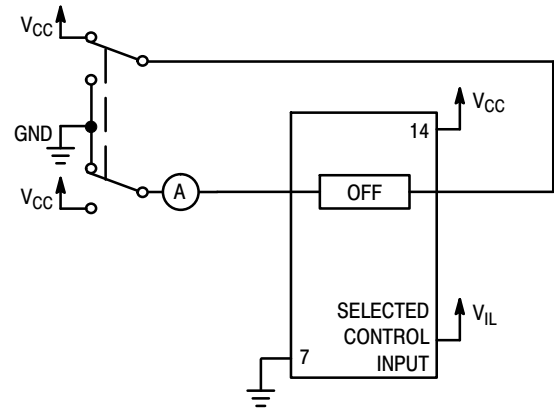 VCC
14
VCC
GND
VCC
A
OFF
SELECTED
CONTROL
INPUT
VIL
7